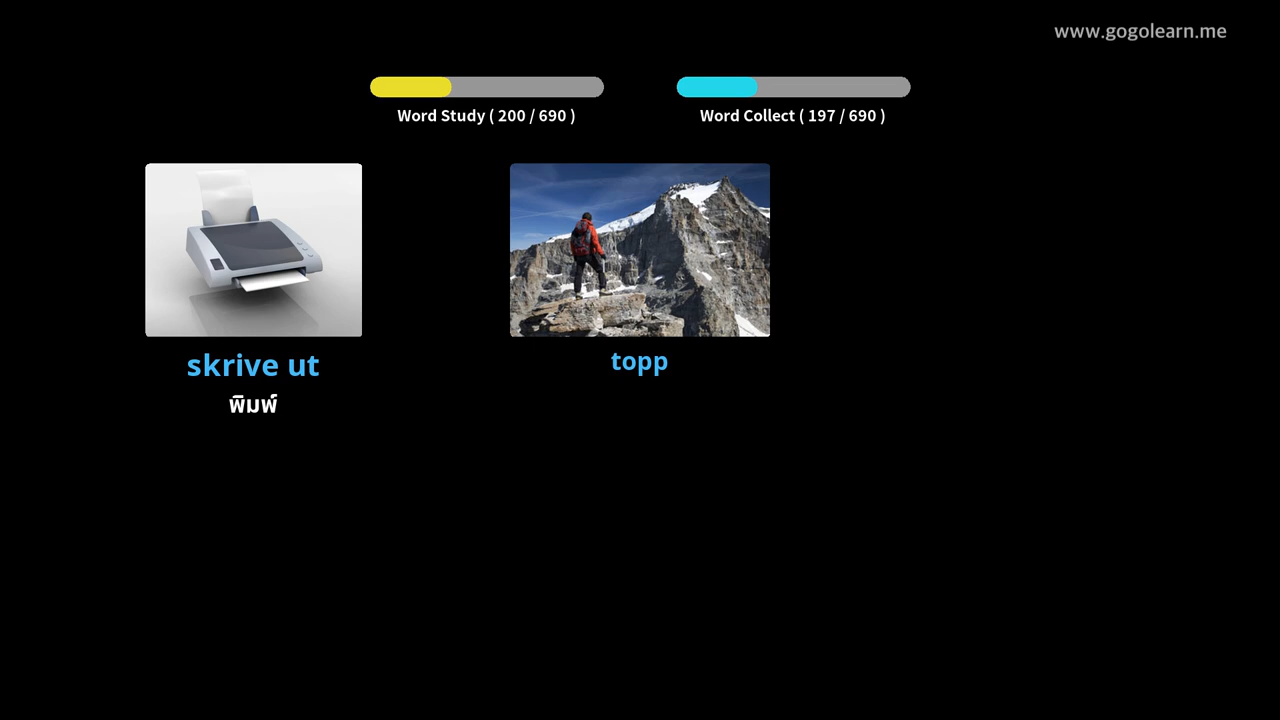 www.gogolearn.me
Word Study ( 200 / 690 )
Word Collect ( 197 / 690 )
skrive ut
พิมพ์
topp